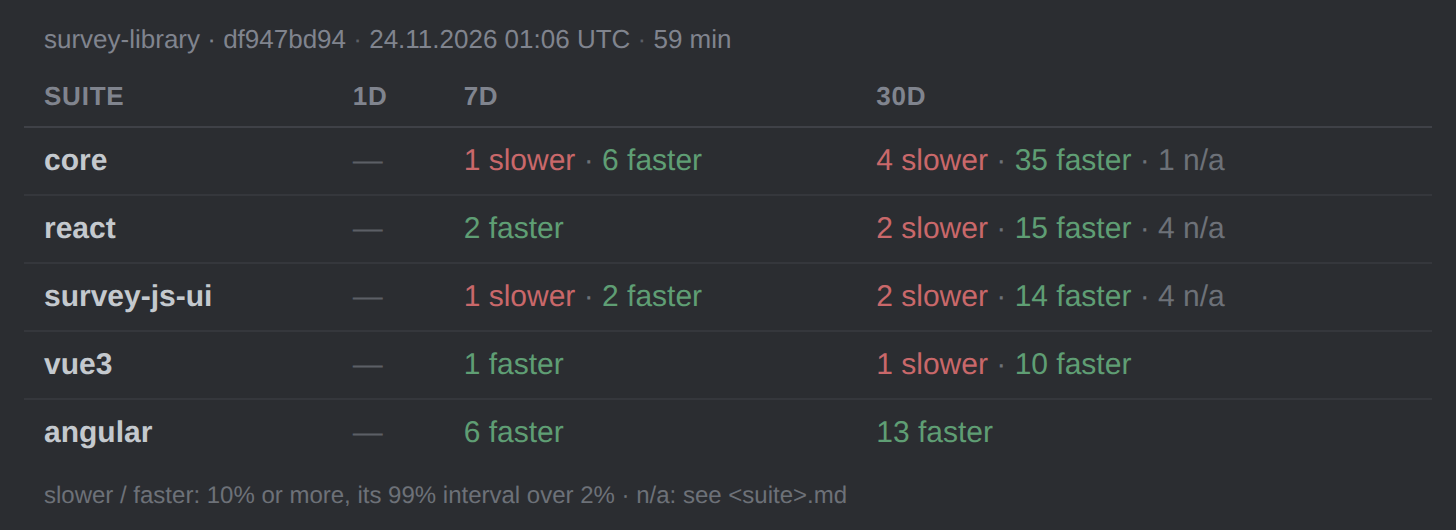 survey-library · df947bd94 · 24.11.2026 01:06 UTC · 59 min
SUITE 1D 7D 30D
core — 1 slower · 6 faster 4 slower · 35 faster · 1 n/a
react — 2 faster 2 slower · 15 faster · 4 n/a
survey-js-ui — 1 slower · 2 faster 2 slower · 14 faster · 4 n/a
vue3 — 1 faster 1 slower · 10 faster
angular — 6 faster 13 faster
slower / faster: 10% or more, its 99% interval over 2% · n/a: see <suite>.md